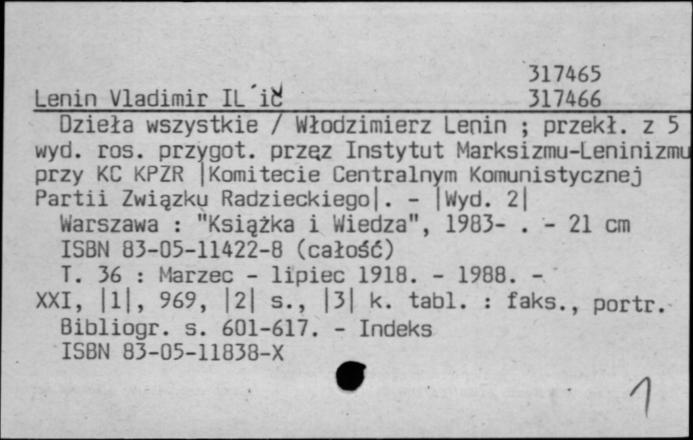 317465
Lenin Vladimir IL´ič 317466
Dzieła wszystkie / Włodzimierz Lenin ; przekł. z 5
wyd. ros. przygot. przęz Instytut Marksizmu-Leninizmu
przy KC KPZR |Komitecie Centralnym Komunistycznej
Partii Związku Radzieckiego|. - |Wyd. 2|
Warszawa : "Książka i Wiedza", 1983- . - 21 cm
ISBN 83-05-11422-8 (całość)
T. 36 : Marzec - lipiec 1918. - 1988. -
XXI, |1|, 969, |2| s., |3| k. tabl. : faks., portr.
Bibliogr. s. 601-617. - Indeks
ISBN 83-05-11838-X
1